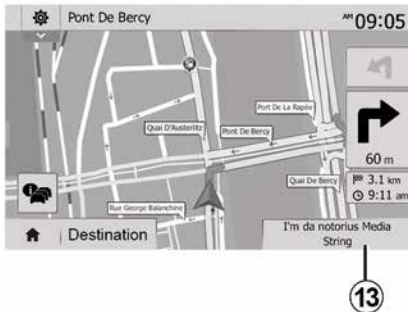 Pont De Bercy
AM 09:05
Port De La Rapée
Quai D'Austerlitz
Pont De Bercy
60 m
Quai De Bercy
3.1 km
9:11 am
Rue George Balanchine
Destination
I'm da notorius Media
String
13